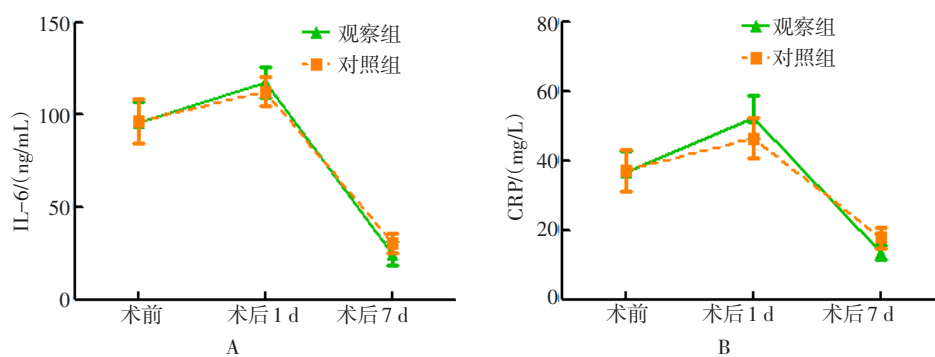 150
100
50
0
IL-6/(ng/mL)
观察组
对照组
术前
术后1 d
术后7 d
A
80
60
40
20
0
CRP/(mg/L)
观察组
对照组
术前
术后1 d
术后7 d
B